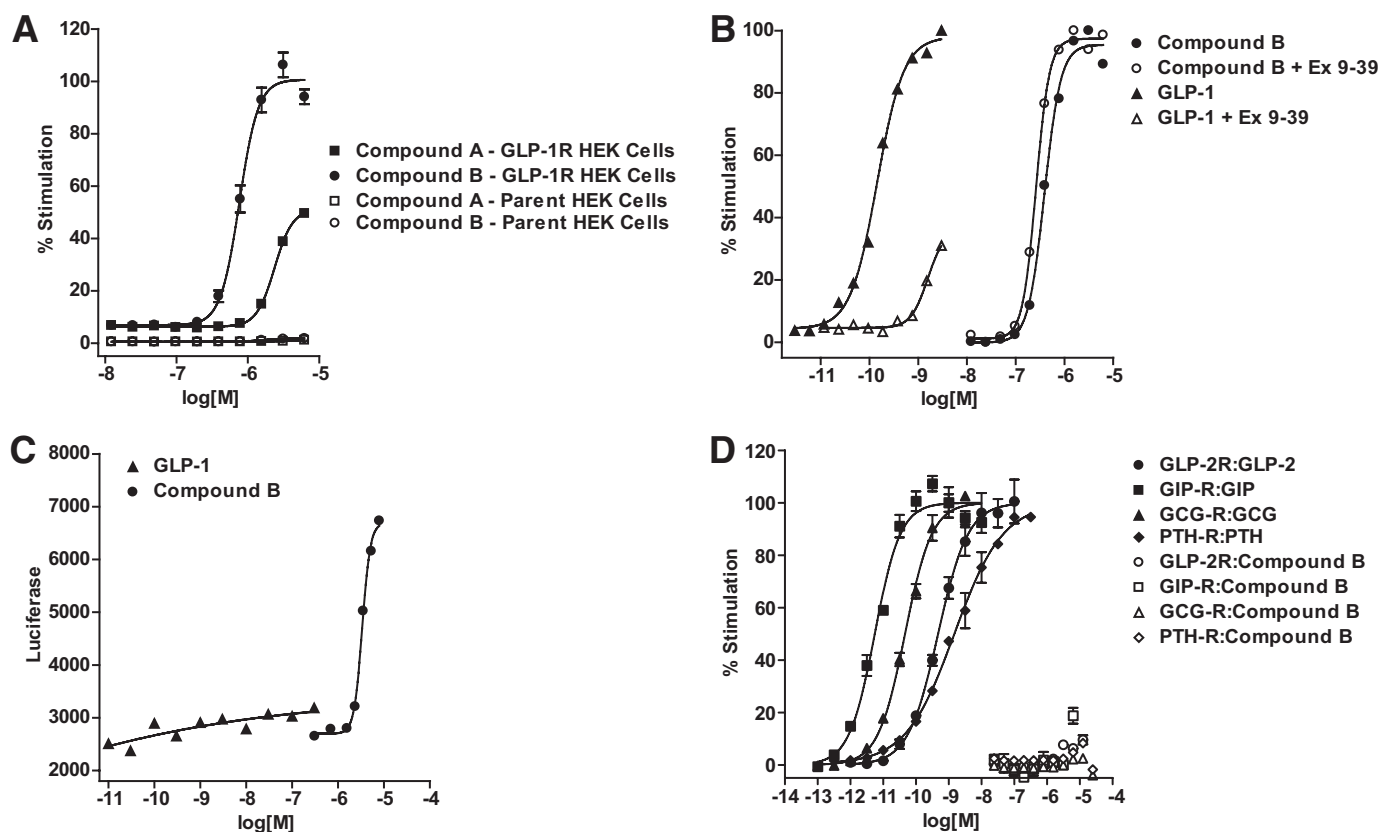 A
120
100
80
60
40
20
0
% Stimulation
-8 -7 -6 -5
log[M]
Compound A - GLP-1R HEK Cells
Compound B - GLP-1R HEK Cells
Compound A - Parent HEK Cells
Compound B - Parent HEK Cells
B
100
80
60
40
20
0
% Stimulation
-11 -10 -9 -8 -7 -6 -5
log[M]
Compound B
Compound B + Ex 9-39
GLP-1
GLP-1 + Ex 9-39
C
8000
7000
6000
5000
4000
3000
2000
Luciferase
-11 -10 -9 -8 -7 -6 -5 -4
log[M]
GLP-1
Compound B
D
120
100
80
60
40
20
0
% Stimulation
-14 -13 -12 -11 -10 -9 -8 -7 -6 -5 -4
log[M]
GLP-2R:GLP-2
GIP-R:GIP
GCG-R:GCG
PTH-R:PTH
GLP-2R:Compound B
GIP-R:Compound B
GCG-R:Compound B
PTH-R:Compound B